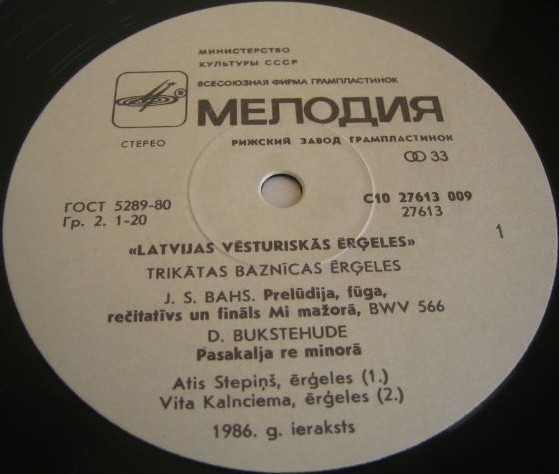 МИНИСТЕРСТВО
КУЛЬТУРЫ СССР
ВСЕСОЮЗНАЯ ФИРМА ГРАМПЛАСТИНОК
МЕЛОДИЯ
СТЕРЕО
РИЖСКИЙ ЗАВОД ГРАМПЛАСТИНОК
33
ГОСТ 5289-80
Гр. 2. 1-20
С10 27613 009
27613
1
«LATVIJAS VĒSTURISKĀS ĒRĢELES»
TRIKĀTAS BAZNĪCAS ĒRĢELES
J. S. BAHS. Prelūdija, fūga,
rečitatīvs un fināls Mi mažorā, BWV 566
D. BUKSTEHUDE
Pasakalja re minorā
Atis Stepiņš, ērģeles (1.)
Vita Kalnciema, ērģeles (2.)
1986. g. ieraksts